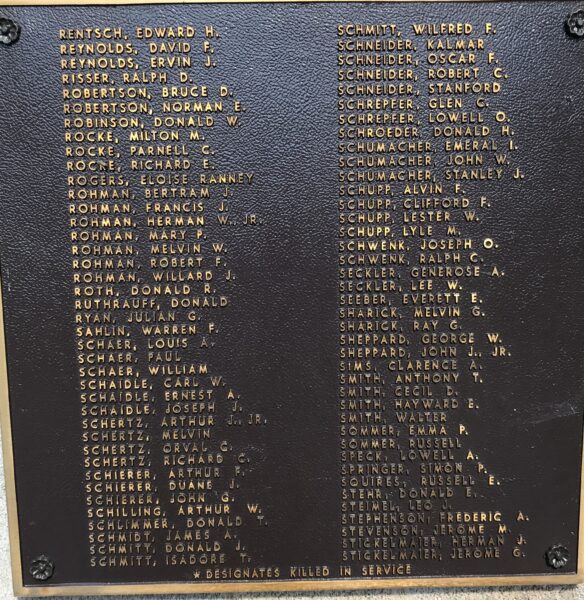 RENTSCH, EDWARD H.
REYNOLDS, DAVID F.
REYNOLDS, ERVIN J.
RISSER, RALPH D.
ROBERTSON, BRUCE D.
ROBERTSON, NORMAN E.
ROBINSON, DONALD W.
ROCKE, MILTON M.
ROCKE, PARNELL C.
ROCKE, RICHARD E.
ROGERS, ELOISE RANNEY
ROHMAN, BERTRAM J.
ROHMAN, FRANCIS J.
ROHMAN, HERMAN W., JR.
ROHMAN, MARY P.
ROHMAN, MELVIN W.
ROHMAN, ROBERT F.
ROHMAN, WILLARD J.
ROTH, DONALD R.
RUTHRAUFF, DONALD
RYAN, JULIAN G.
SAHLIN, WARREN F.
SCHAER, LOUIS A.
SCHAER, PAUL
SCHAER, WILLIAM
SCHAIDLE, CARL W.
SCHAIDLE, ERNEST A.
SCHAIDLE, JOSEPH J.
SCHERTZ, ARTHUR J., JR.
SCHERTZ, MELVIN
SCHERTZ, ORVAL G.
SCHERTZ, RICHARD C.
SCHIERER, ARTHUR F.
SCHIERER, DUANE J.
SCHIERER, JOHN G.
SCHILLING, ARTHUR W.
SCHLIMMER, DONALD T.
SCHMIDT, JAMES A.
SCHMITT, DONALD J.
SCHMITT, ISADORE T.
SCHMITT, WILFRED F.
SCHNEIDER, KALMAR
SCHNEIDER, OSCAR F.
SCHNEIDER, ROBERT C.
SCHNEIDER, STANFORD
SCHREPFER, GLEN C.
SCHREPFER, LOWELL O.
SCHROEDER, DONALD H.
SCHUMACHER, EMERAL I.
SCHUMACHER, JOHN W.
SCHUMACHER, STANLEY J.
SCHUPP, ALVIN F.
SCHUPP, CLIFFORD F.
SCHUPP, LESTER W.
SCHUPP, LYLE M.
SCHWENK, JOSEPH O.
SCHWENK, RALPH C.
SECKLER, GENEROSE A.
SECKLER, LEE W.
SEEBER, EVERETT E.
SHARICK, MELVIN G.
SHARICK, RAY G.
SHEPPARD, GEORGE W.
SHEPPARD, JOHN J., JR.
SIMS, CLARENCE A.
SMITH, ANTHONY T.
SMITH, CECIL D.
SMITH, HAYWARD E.
SMITH, WALTER
SOMMER, EMMA P.
SOMMER, RUSSELL
SPECK, LOWELL A.
SPRINGER, SIMON P.
SQUIRES, RUSSELL E.
STEHR, DONALD E.
STEIMEL, LEO J.
STEPHENSON, FREDERIC A.
STEVENSON, JEROME M.
STICKELMAIER, HERMAN J.
STICKELMAIER, JEROME G.
★ DESIGNATES KILLED IN SERVICE